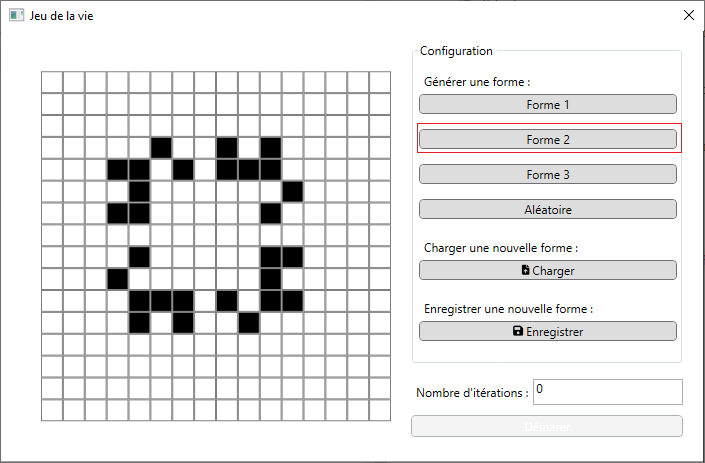 Jeu de la vie
Configuration
Générer une forme :
Forme 1
Forme 2
Forme 3
Aléatoire
Charger une nouvelle forme :
Charger
Enregistrer une nouvelle forme :
Enregistrer
Nombre d'itérations : 0
Démarer